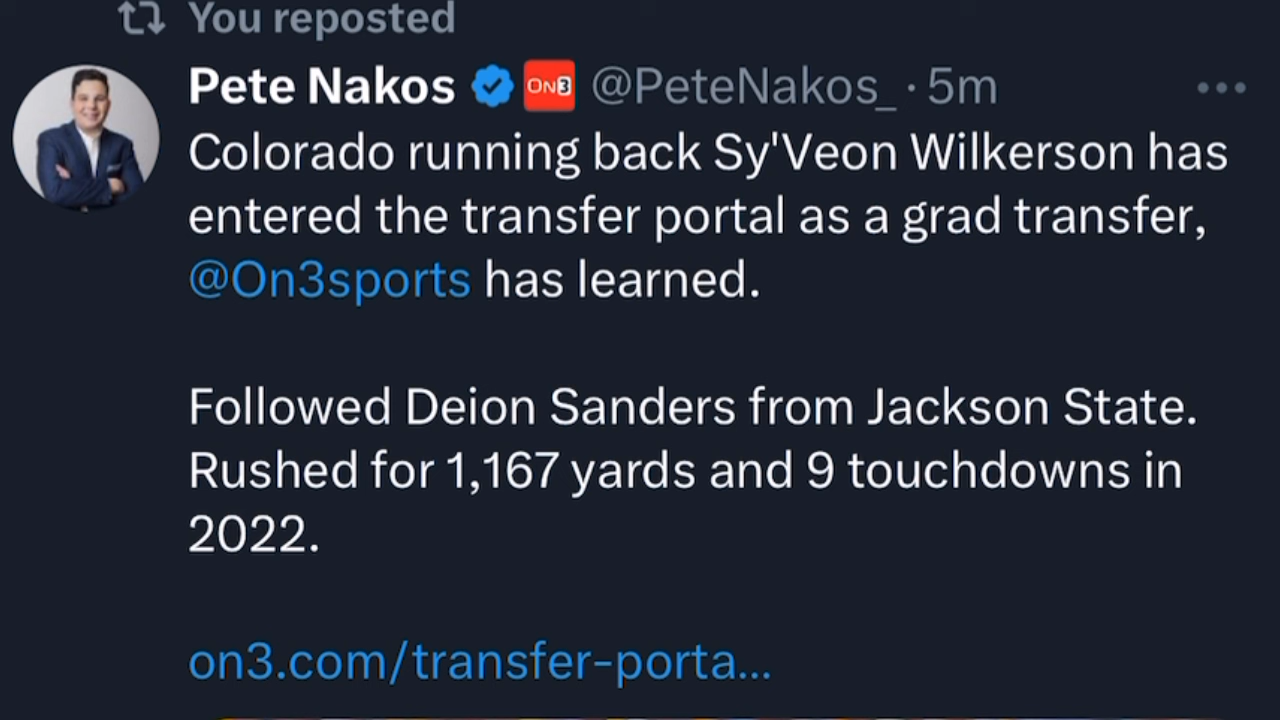 You reposted
Pete Nakos ON3 @PeteNakos_ · 5m
Colorado running back Sy'Veon Wilkerson has
entered the transfer portal as a grad transfer,
@On3sports has learned.
Followed Deion Sanders from Jackson State.
Rushed for 1,167 yards and 9 touchdowns in
2022.
on3.com/transfer-porta...